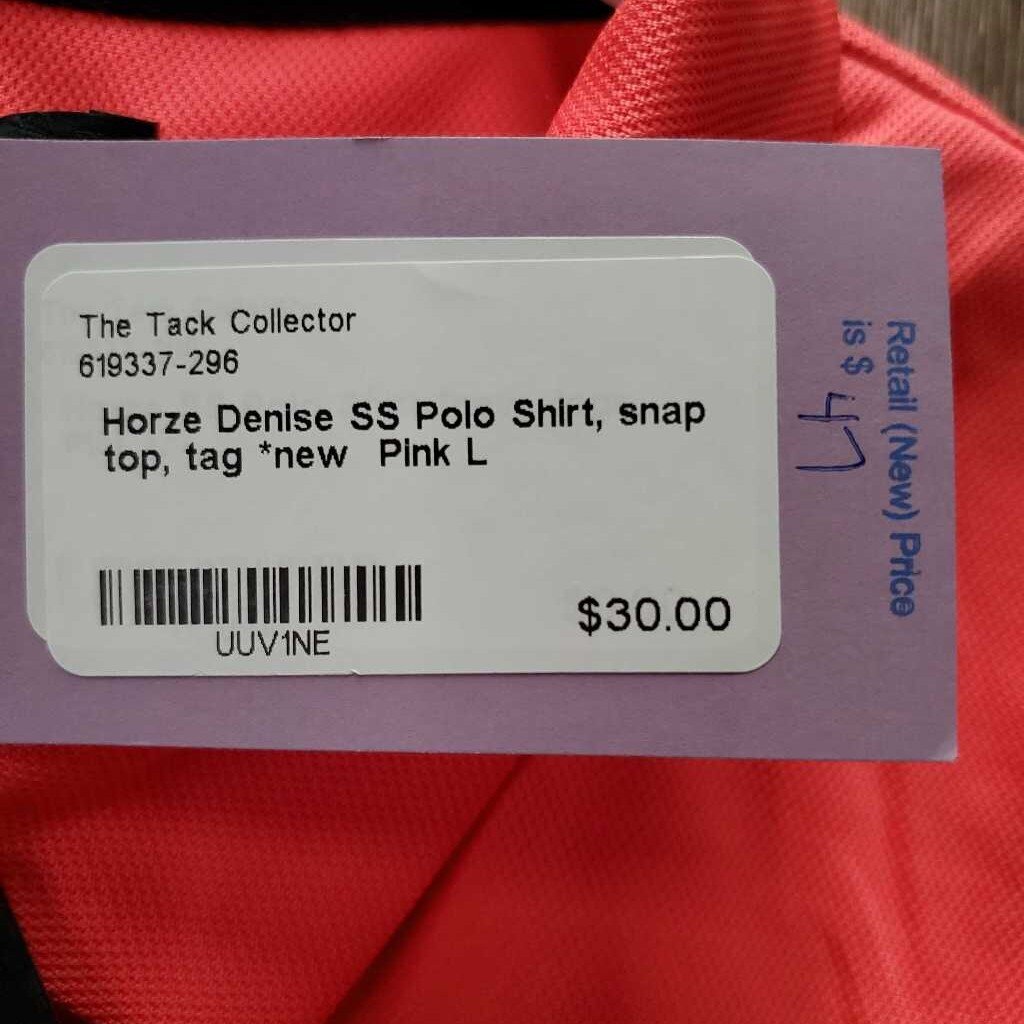 The Tack Collector
619337-296
Horze Denise SS Polo Shirt, snap
top, tag *new Pink L
UUV1NE
$30.00
Retail (New) Price
is $ 47